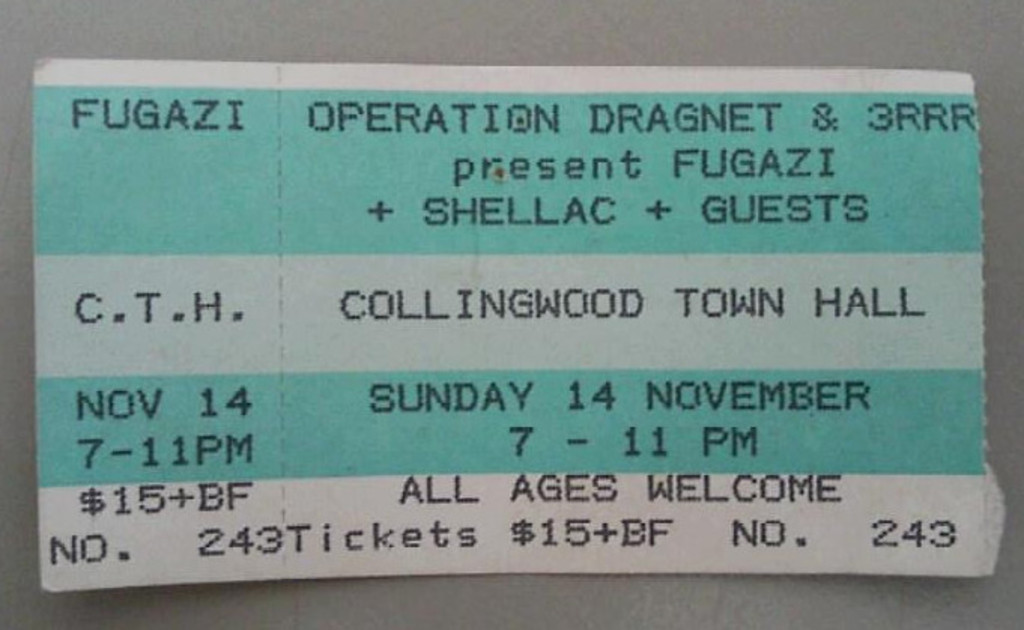 FUGAZI
C.T.H.
NOV 14
7-11PM
$15+BF
NO. 243
OPERATION DRAGNET & 3RRR
present FUGAZI
+ SHELLAC + GUESTS
COLLINGWOOD TOWN HALL
SUNDAY 14 NOVEMBER
7 - 11 PM
ALL AGES WELCOME
Tickets $15+BF NO. 243